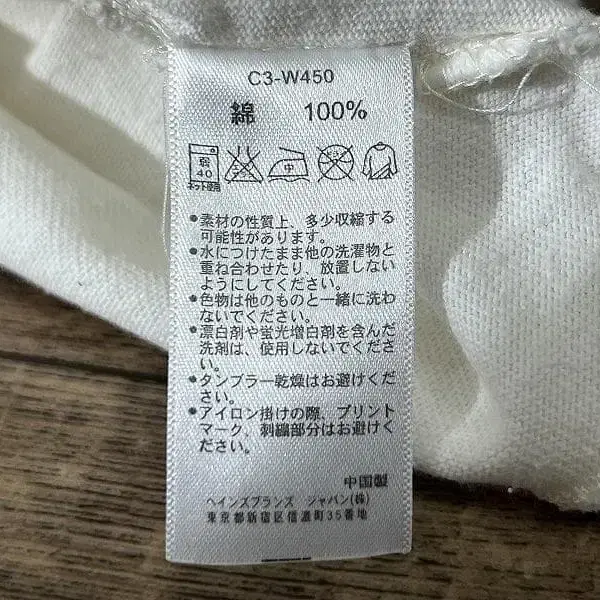 C3-W450
綿 100%
弱
40
ネット使用
中
●素材の性質上、多少収縮する
可能性があります。
●水につけたまま他の洗濯物と
重ね合わせたり、放置しない
ようにしてください。
●色物は他のものと一緒に洗わ
ないでください。
●漂白剤や蛍光増白剤を含んだ
洗剤は、使用しないでくださ
い。
●タンブラー乾燥はお避けくだ
さい。
●アイロン掛けの際、プリント
マーク、刺繍部分はお避けく
ださい。
中国製
ヘインズブランズ ジャパン(株)
東京都新宿区信濃町35番地